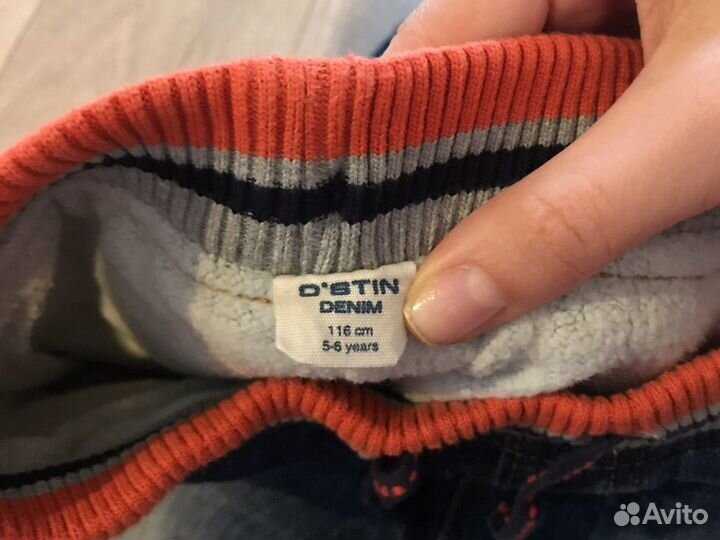 O'STIN
DENIM
116 cm
5-6 years
Avito